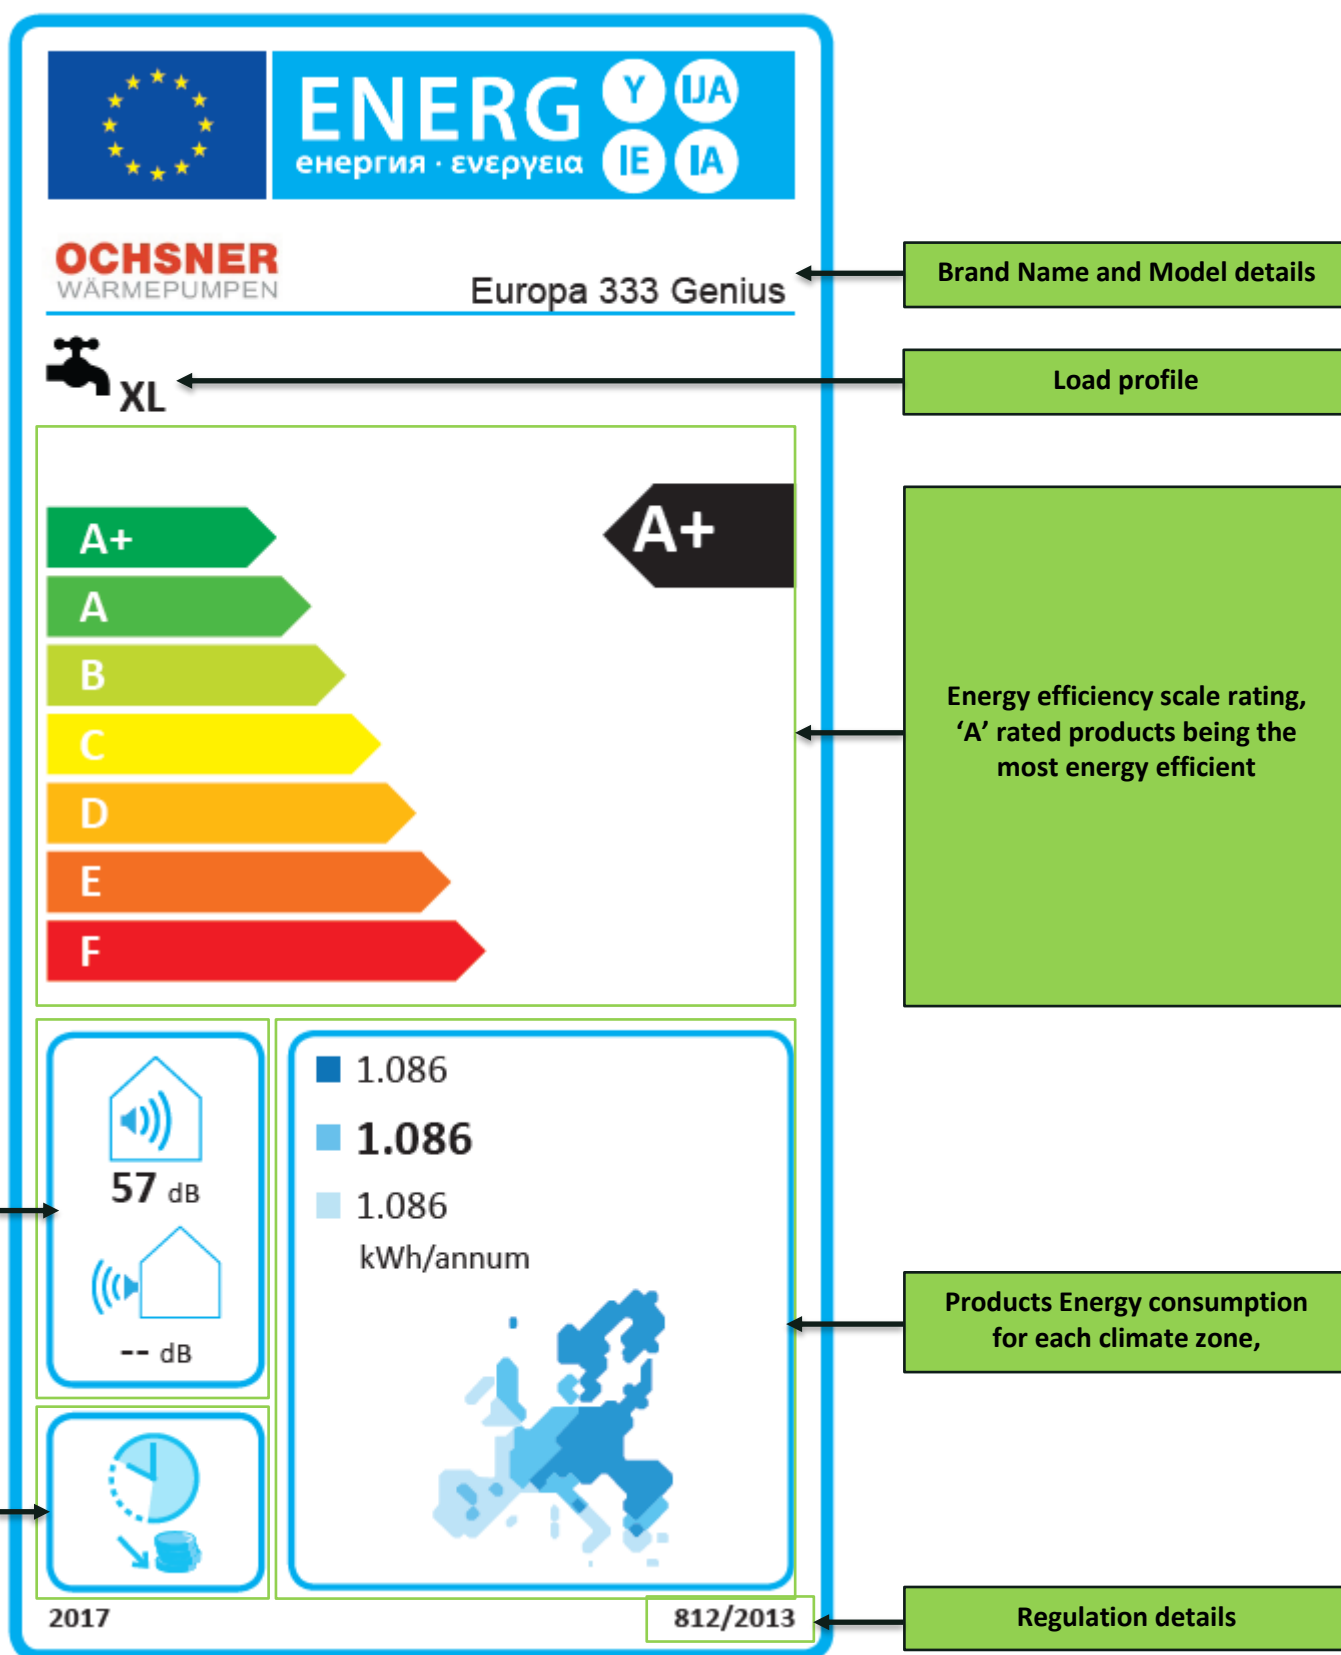 ENERG
Y IJA
IE IA
енергия · ενεργεια
OCHSNER
WÄRMEPUMPEN
Europa 333 Genius
Brand Name and Model details
XL
Load profile
A+
A+
A
B
C
D
E
F
Energy efficiency scale rating,
‘A’ rated products being the
most energy efficient
57 dB
-- dB
1.086
1.086
1.086
kWh/annum
Products Energy consumption
for each climate zone,
2017
812/2013
Regulation details